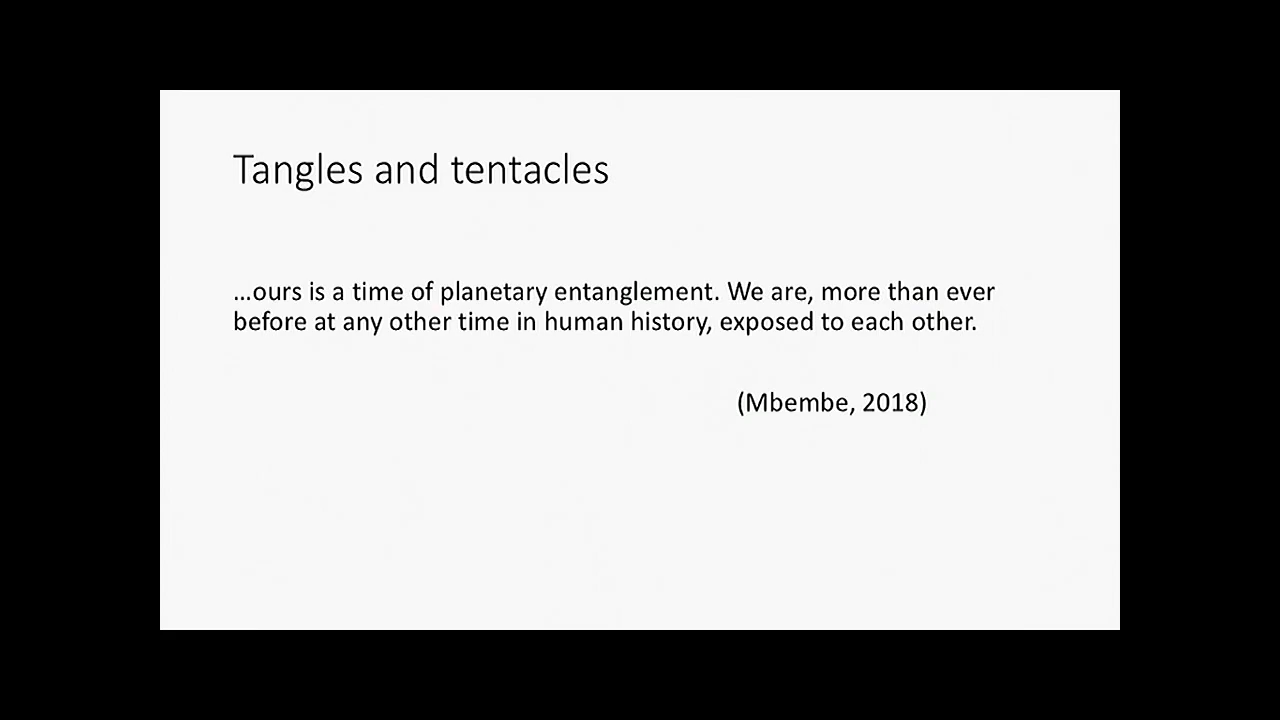 Tangles and tentacles
...ours is a time of planetary entanglement. We are, more than ever
before at any other time in human history, exposed to each other.
(Mbembe, 2018)